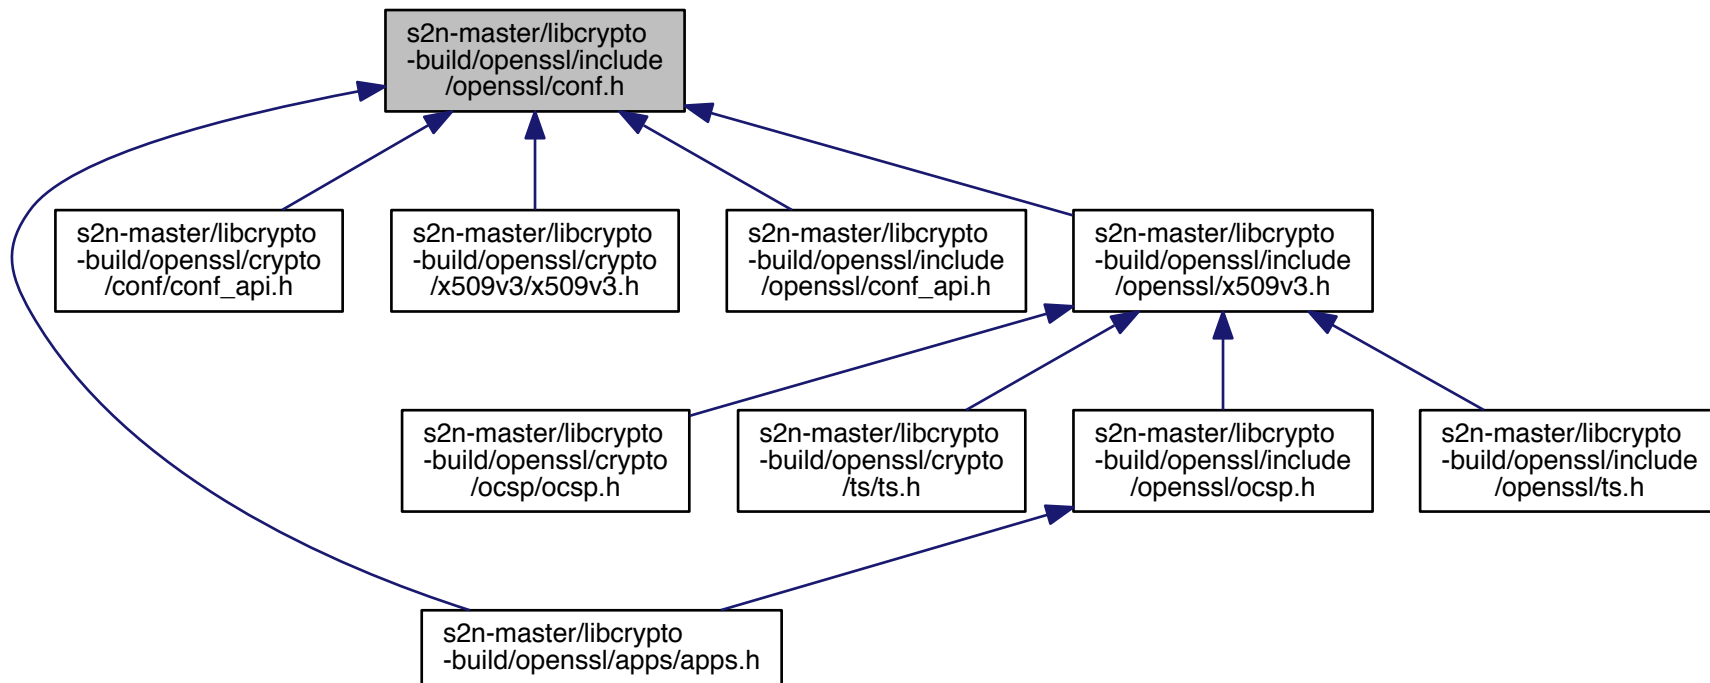 s2n-master/libcrypto
-build/openssl/include
/openssl/conf.h
s2n-master/libcrypto
-build/openssl/crypto
/conf/conf_api.h
s2n-master/libcrypto
-build/openssl/crypto
/x509v3/x509v3.h
s2n-master/libcrypto
-build/openssl/include
/openssl/conf_api.h
s2n-master/libcrypto
-build/openssl/include
/openssl/x509v3.h
s2n-master/libcrypto
-build/openssl/crypto
/ocsp/ocsp.h
s2n-master/libcrypto
-build/openssl/crypto
/ts/ts.h
s2n-master/libcrypto
-build/openssl/include
/openssl/ocsp.h
s2n-master/libcrypto
-build/openssl/include
/openssl/ts.h
s2n-master/libcrypto
-build/openssl/apps/apps.h